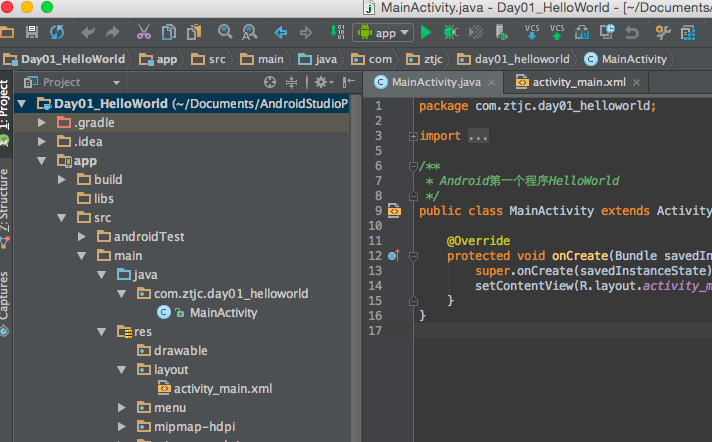 MainActivity.java - Day01_HelloWorld - [~/Documents/
app
VCS VCS
Day01_HelloWorld app src main java com ztjc day01_helloworld MainActivity
Project
MainActivity.java activity_main.xml
1: Project
7: Structure
Captures
Day01_HelloWorld (~/Documents/AndroidStudioP
.gradle
.idea
app
build
libs
src
androidTest
main
java
com.ztjc.day01_helloworld
MainActivity
res
drawable
layout
activity_main.xml
menu
mipmap-hdpi
1 package com.ztjc.day01_helloworld;
2
3 import ...
5
6 /**
7 * Android第一个程序HelloWorld
8 */
9 public class MainActivity extends Activity
10
11 @Override
12 protected void onCreate(Bundle savedIn
13 super.onCreate(savedInstanceState)
14 setContentView(R.layout.activity_m
15 }
16 }
17